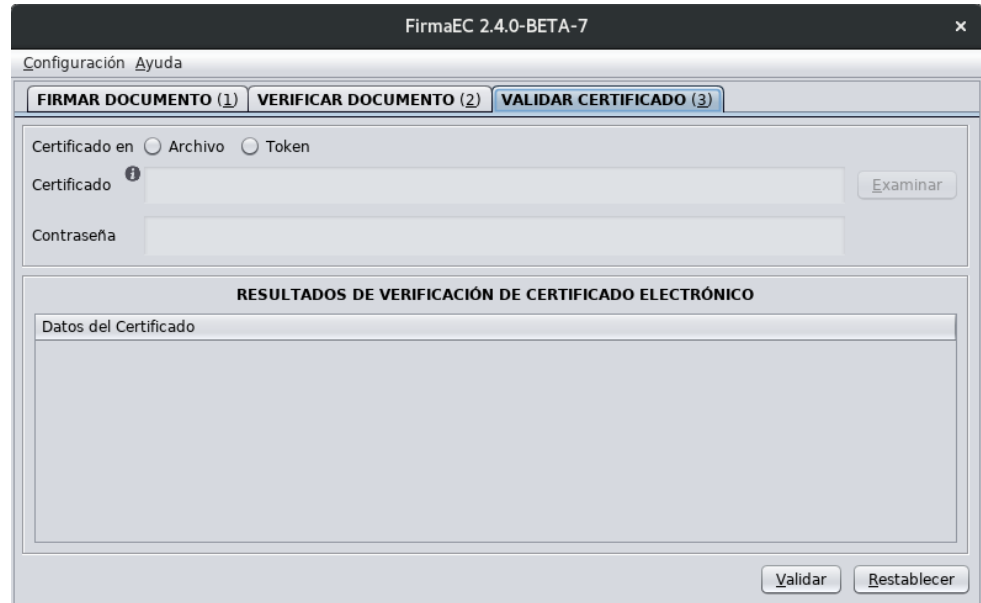 FirmaEC 2.4.0-BETA-7 ×
Configuración Ayuda
FIRMAR DOCUMENTO (1) VERIFICAR DOCUMENTO (2) VALIDAR CERTIFICADO (3)
Certificado en Archivo Token
Certificado Examinar
Contraseña
RESULTADOS DE VERIFICACIÓN DE CERTIFICADO ELECTRÓNICO
Datos del Certificado
Validar Restablecer